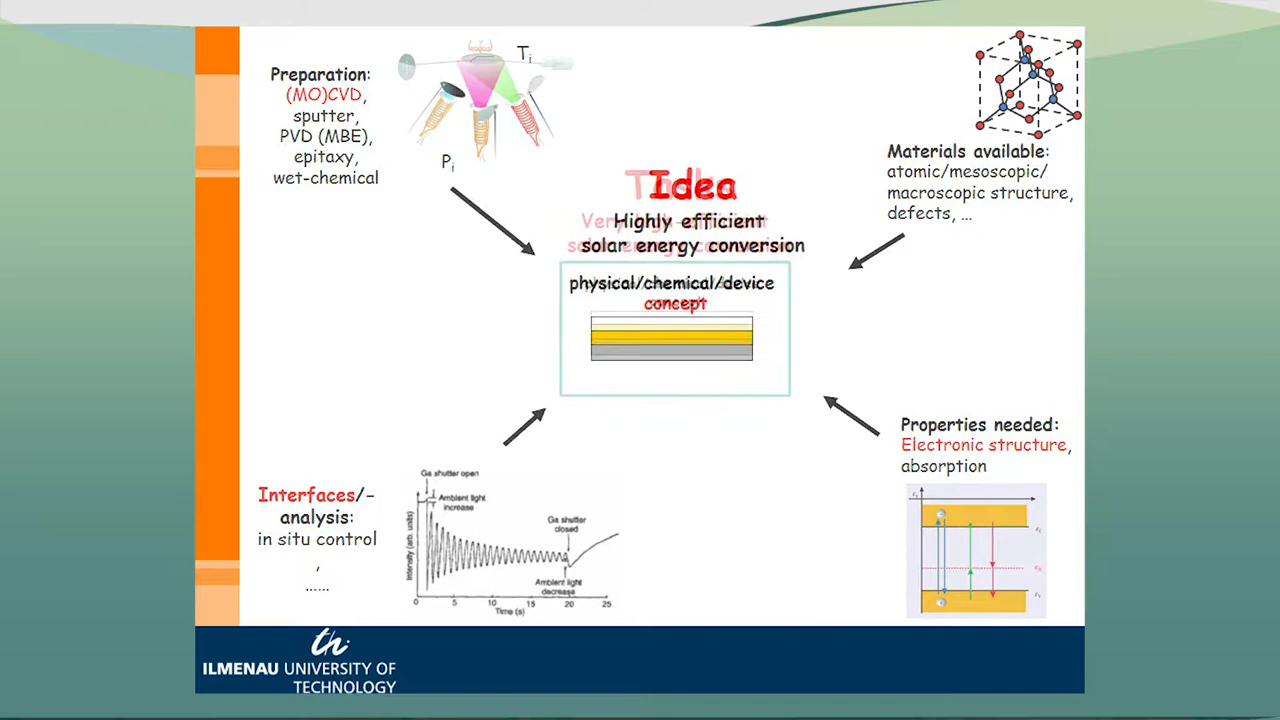 Preparation:
(MO)CVD,
sputter,
PVD (MBE),
epitaxy,
wet-chemical
Ti
Pi
Materials available:
atomic/mesoscopic/
macroscopic structure,
defects, ...
Idea
Highly efficient
solar energy conversion
physical/chemical/device
concept
Interfaces/-
analysis:
in situ control
,
......
Ga shutter open
Ambient light
increase
Ga shutter
closed
Ambient light
decrease
Intensity (arb. units)
0 5 10 15 20 25
Time (s)
Properties needed:
Electronic structure,
absorption
th
ILMENAU UNIVERSITY OF
TECHNOLOGY